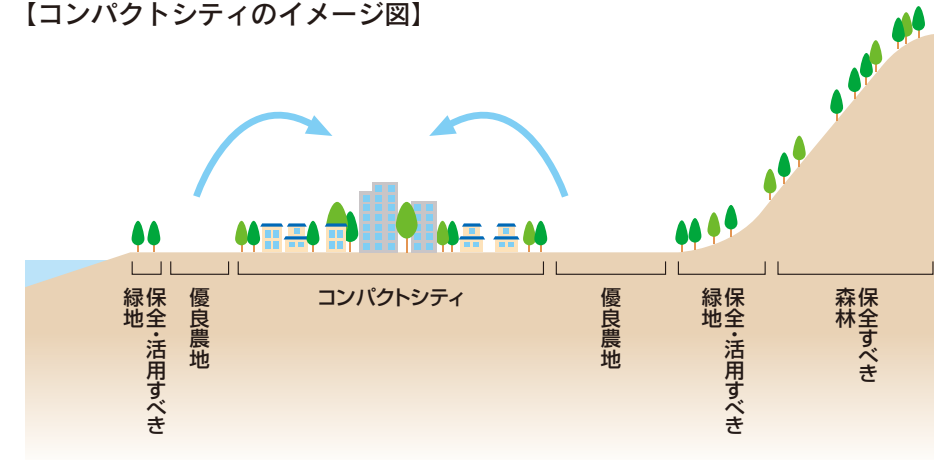 【コンパクトシティのイメージ図】
保全・活用すべき
緑地
優良農地
コンパクトシティ
優良農地
保全・活用すべき
緑地
保全すべき
森林